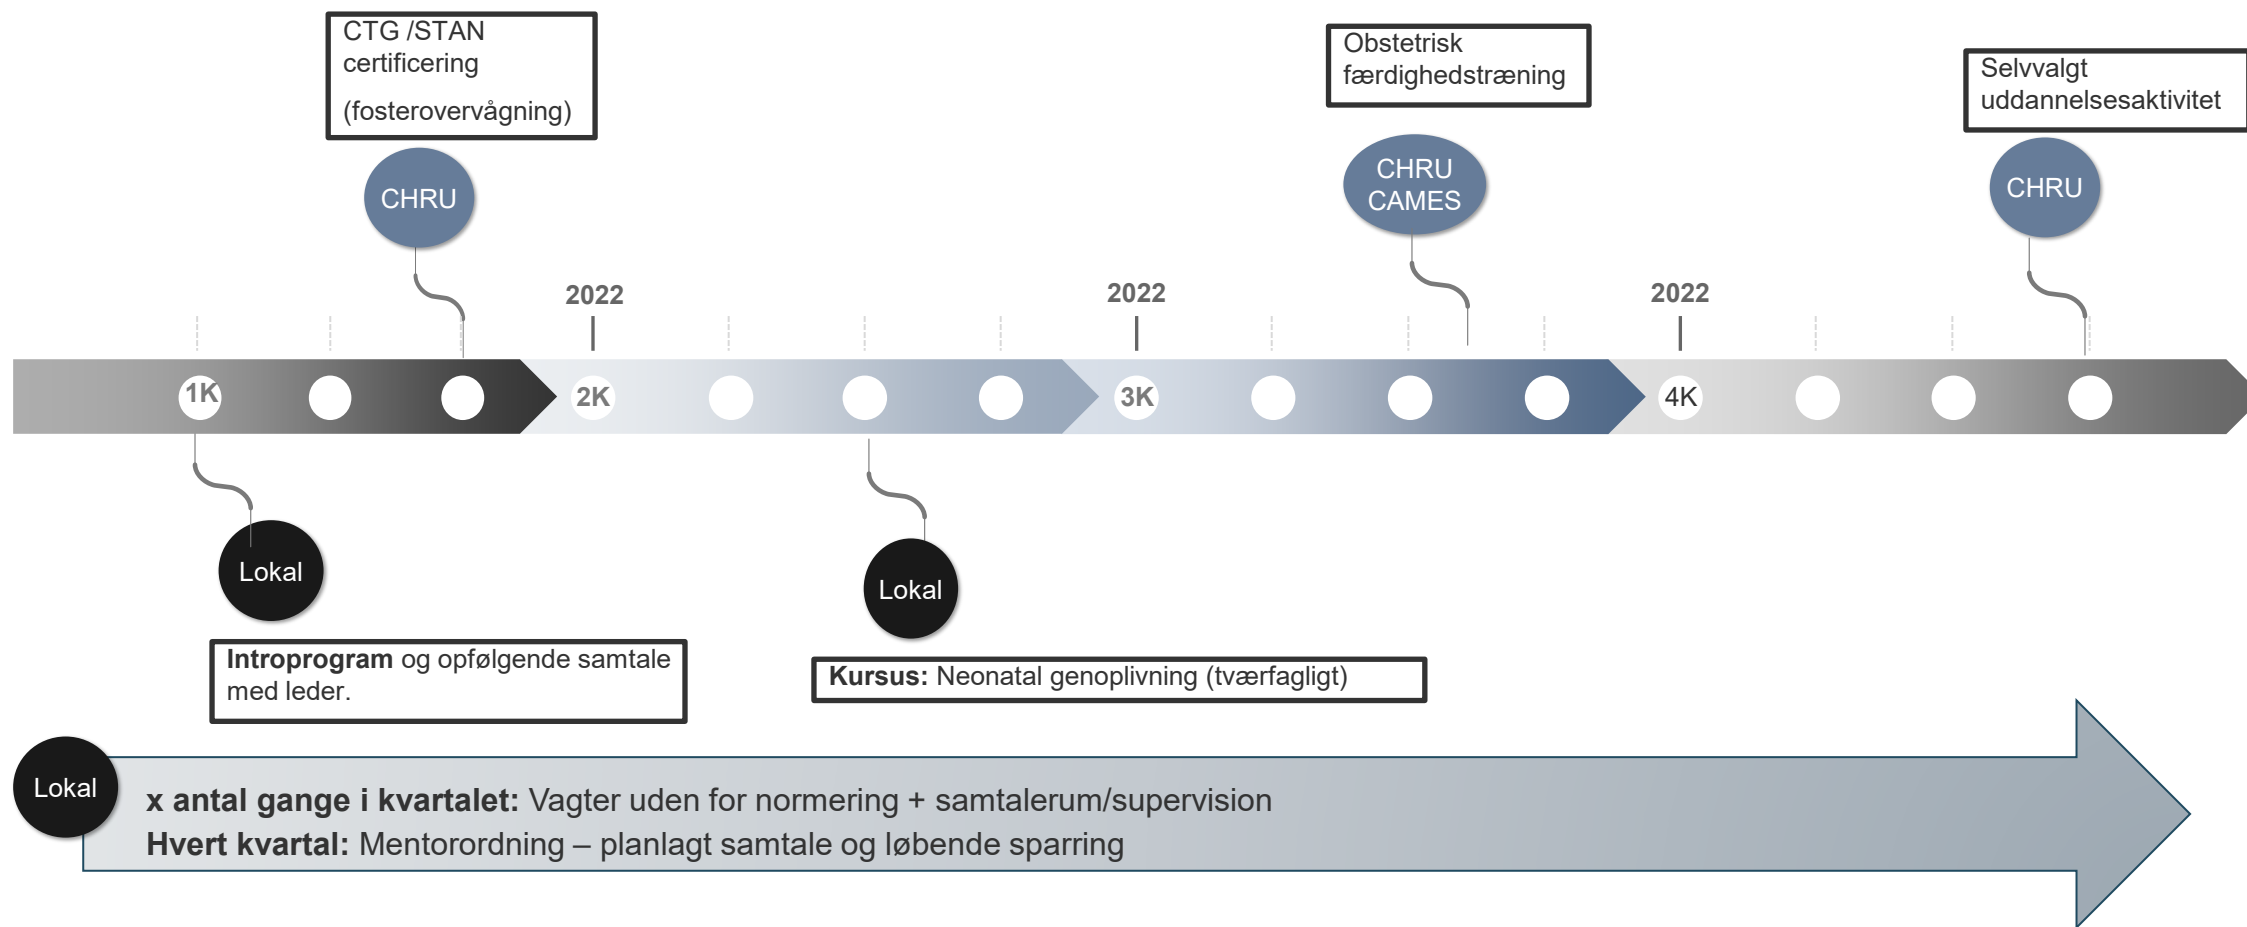 CTG /STAN
certificering
(fosterovervågning)
Obstetrisk
færdighedstræning
Selvvalgt
uddannelsesaktivitet
CHRU
CHRU
CAMES
CHRU
2022
2022
2022
1K
2K
3K
4K
Lokal
Lokal
Introprogram og opfølgende samtale
med leder.
Kursus: Neonatal genoplivning (tværfagligt)
Lokal
x antal gange i kvartalet: Vagter uden for normering + samtalerum/supervision
Hvert kvartal: Mentorordning – planlagt samtale og løbende sparring